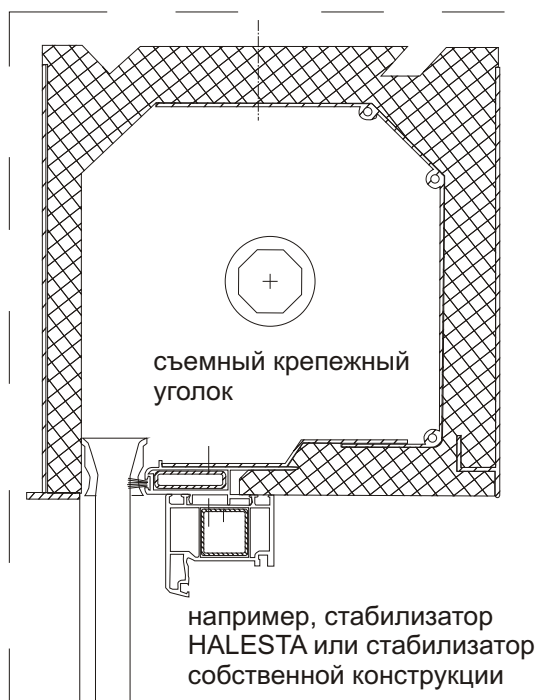 съемный крепежный
уголок
например, стабилизатор
HALESTA или стабилизатор
собственной конструкции